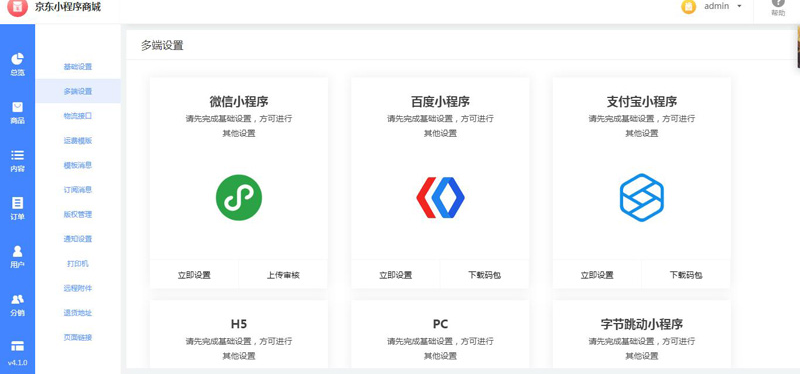 京东小程序商城
admin
帮助
总览
商品
内容
订单
用户
分销
v4.1.0
基础设置
多端设置
物流接口
运营模版
模板消息
订阅消息
版权管理
通知设置
打印机
远程附件
退货地址
页面链接
多端设置
微信小程序
请先完成基础设置，方可进行
其他设置
立即设置
上传审核
百度小程序
请先完成基础设置，方可进行
其他设置
立即设置
下载码包
支付宝小程序
请先完成基础设置，方可进行
其他设置
立即设置
下载码包
H5
请先完成基础设置，方可进行
其他设置
PC
请先完成基础设置，方可进行
其他设置
字节跳动小程序
请先完成基础设置，方可进行
其他设置